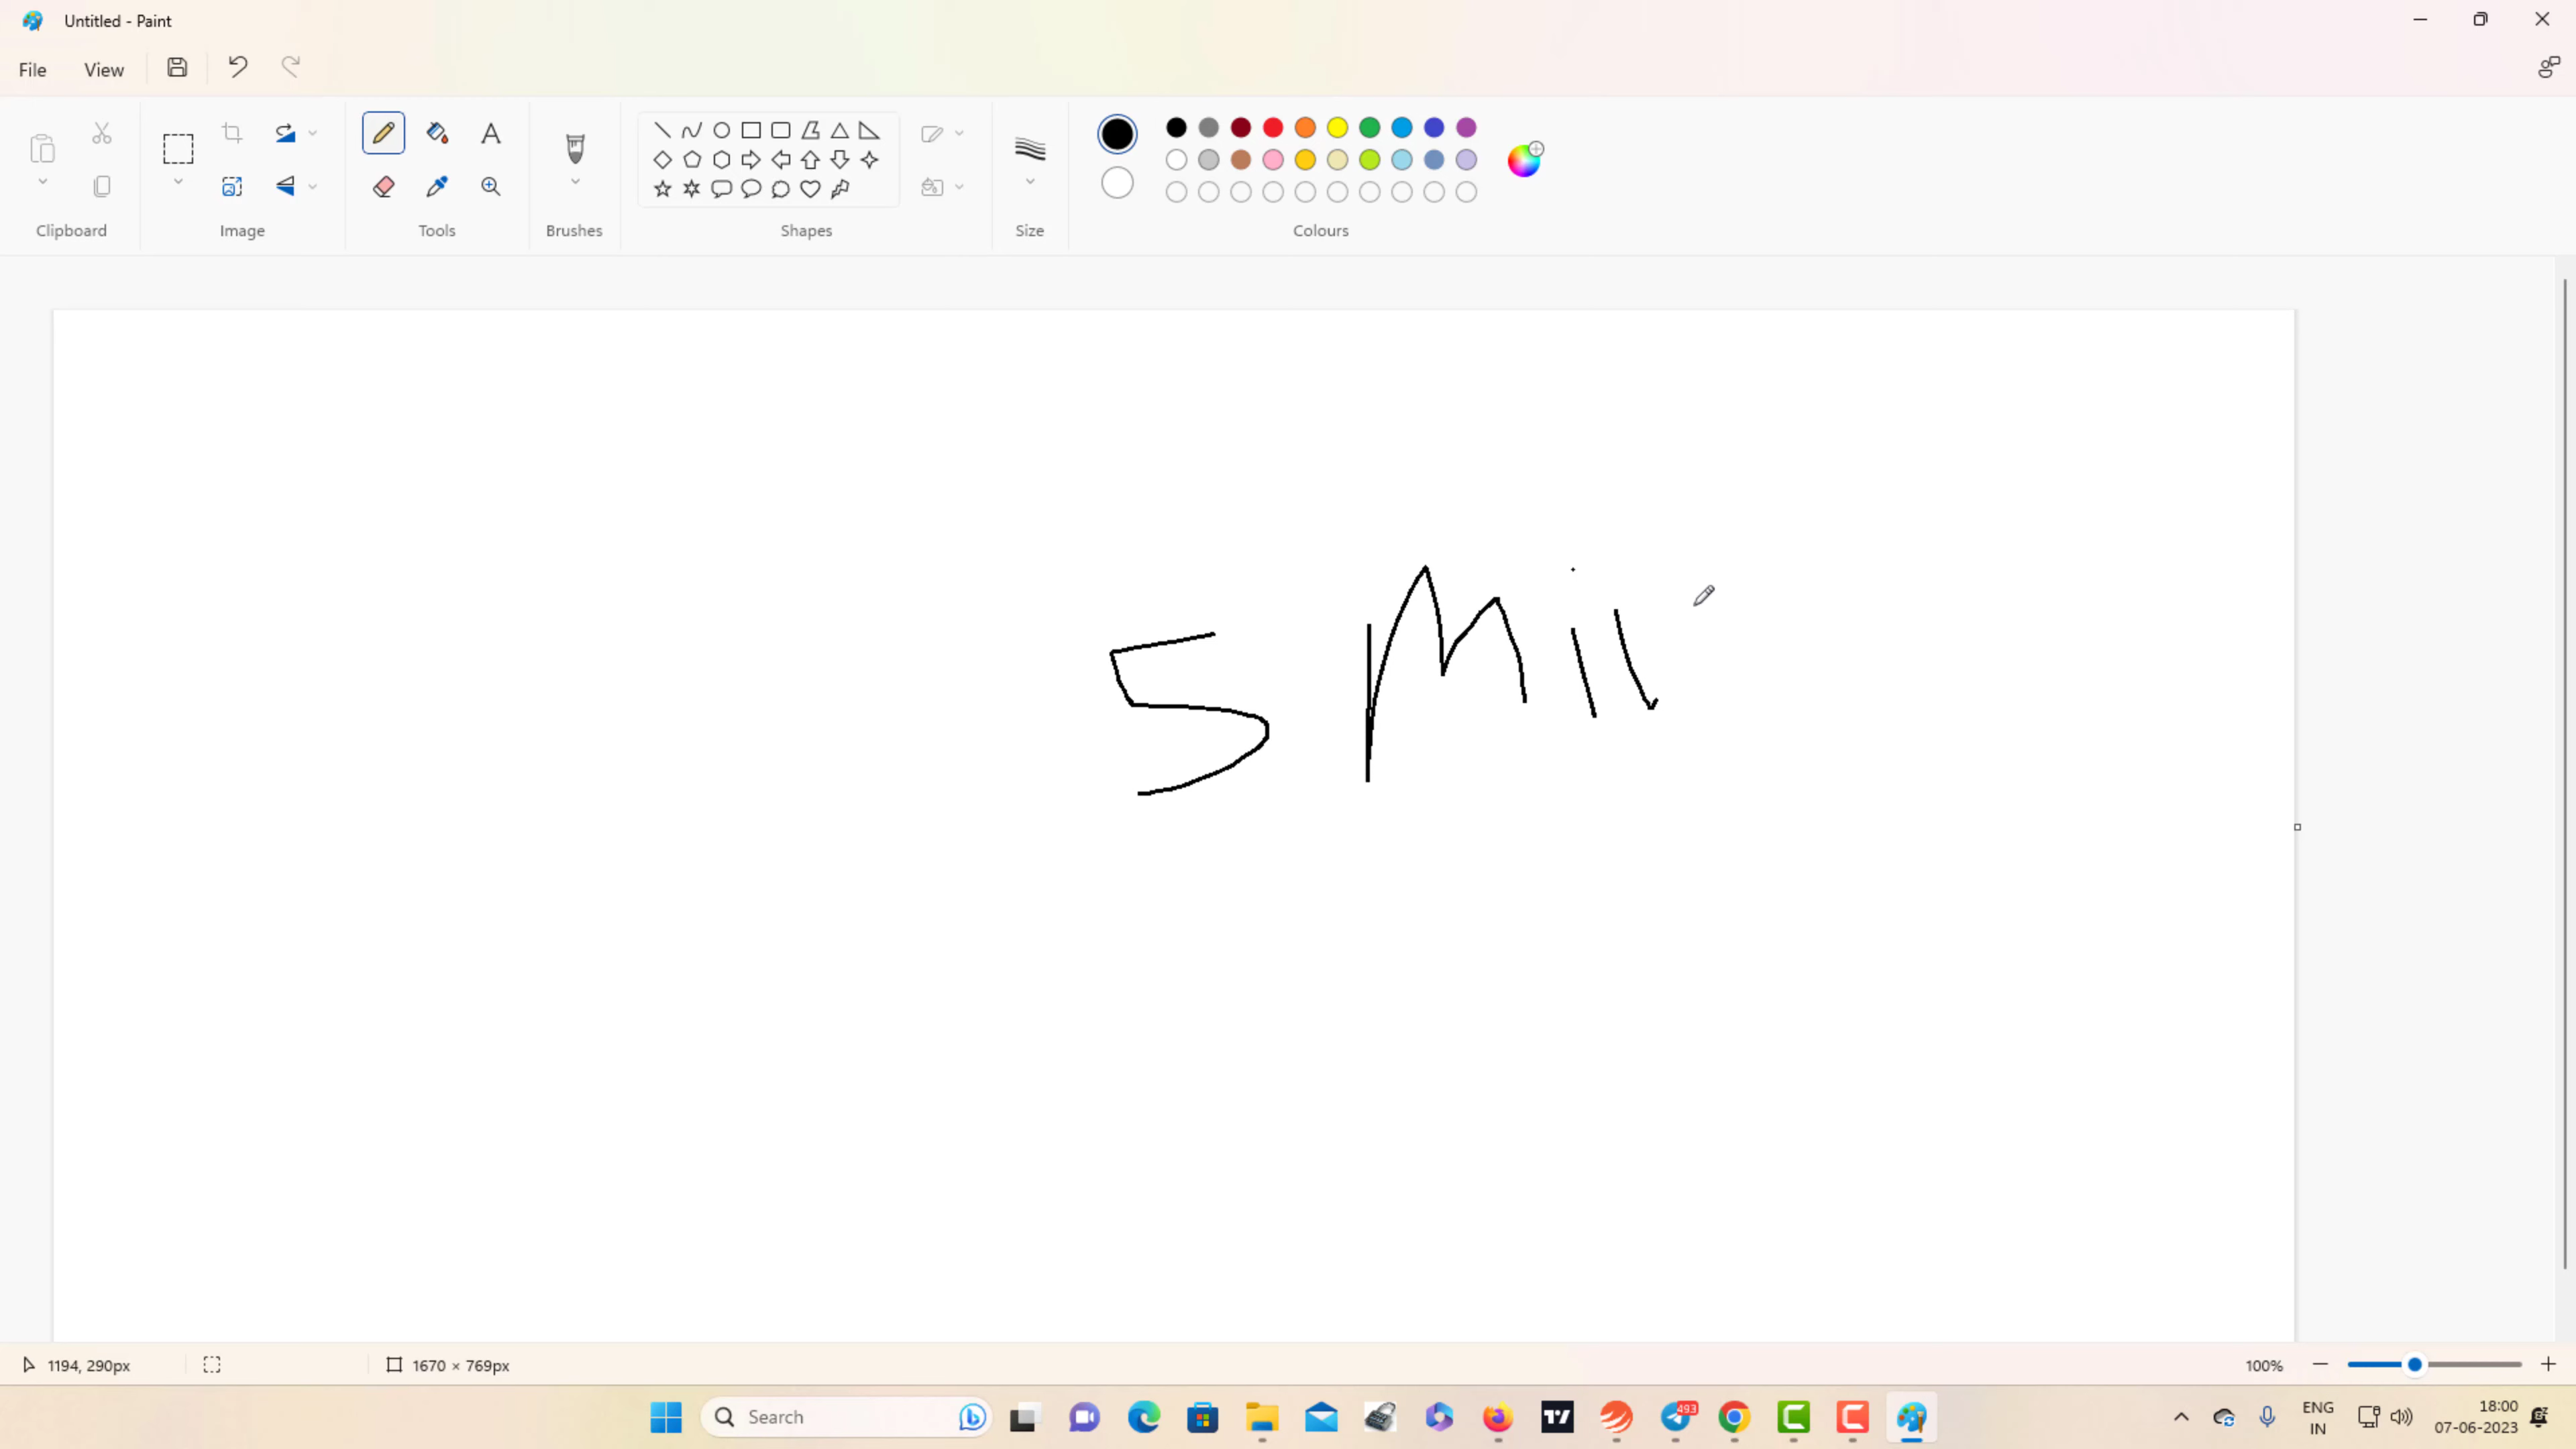 Untitled - Paint
File View
Clipboard Image Tools Brushes Shapes Size Colours
5 Mil
1194, 290px 1670 × 769px 100%
Search 493 ENG 18:00
IN 07-06-2023